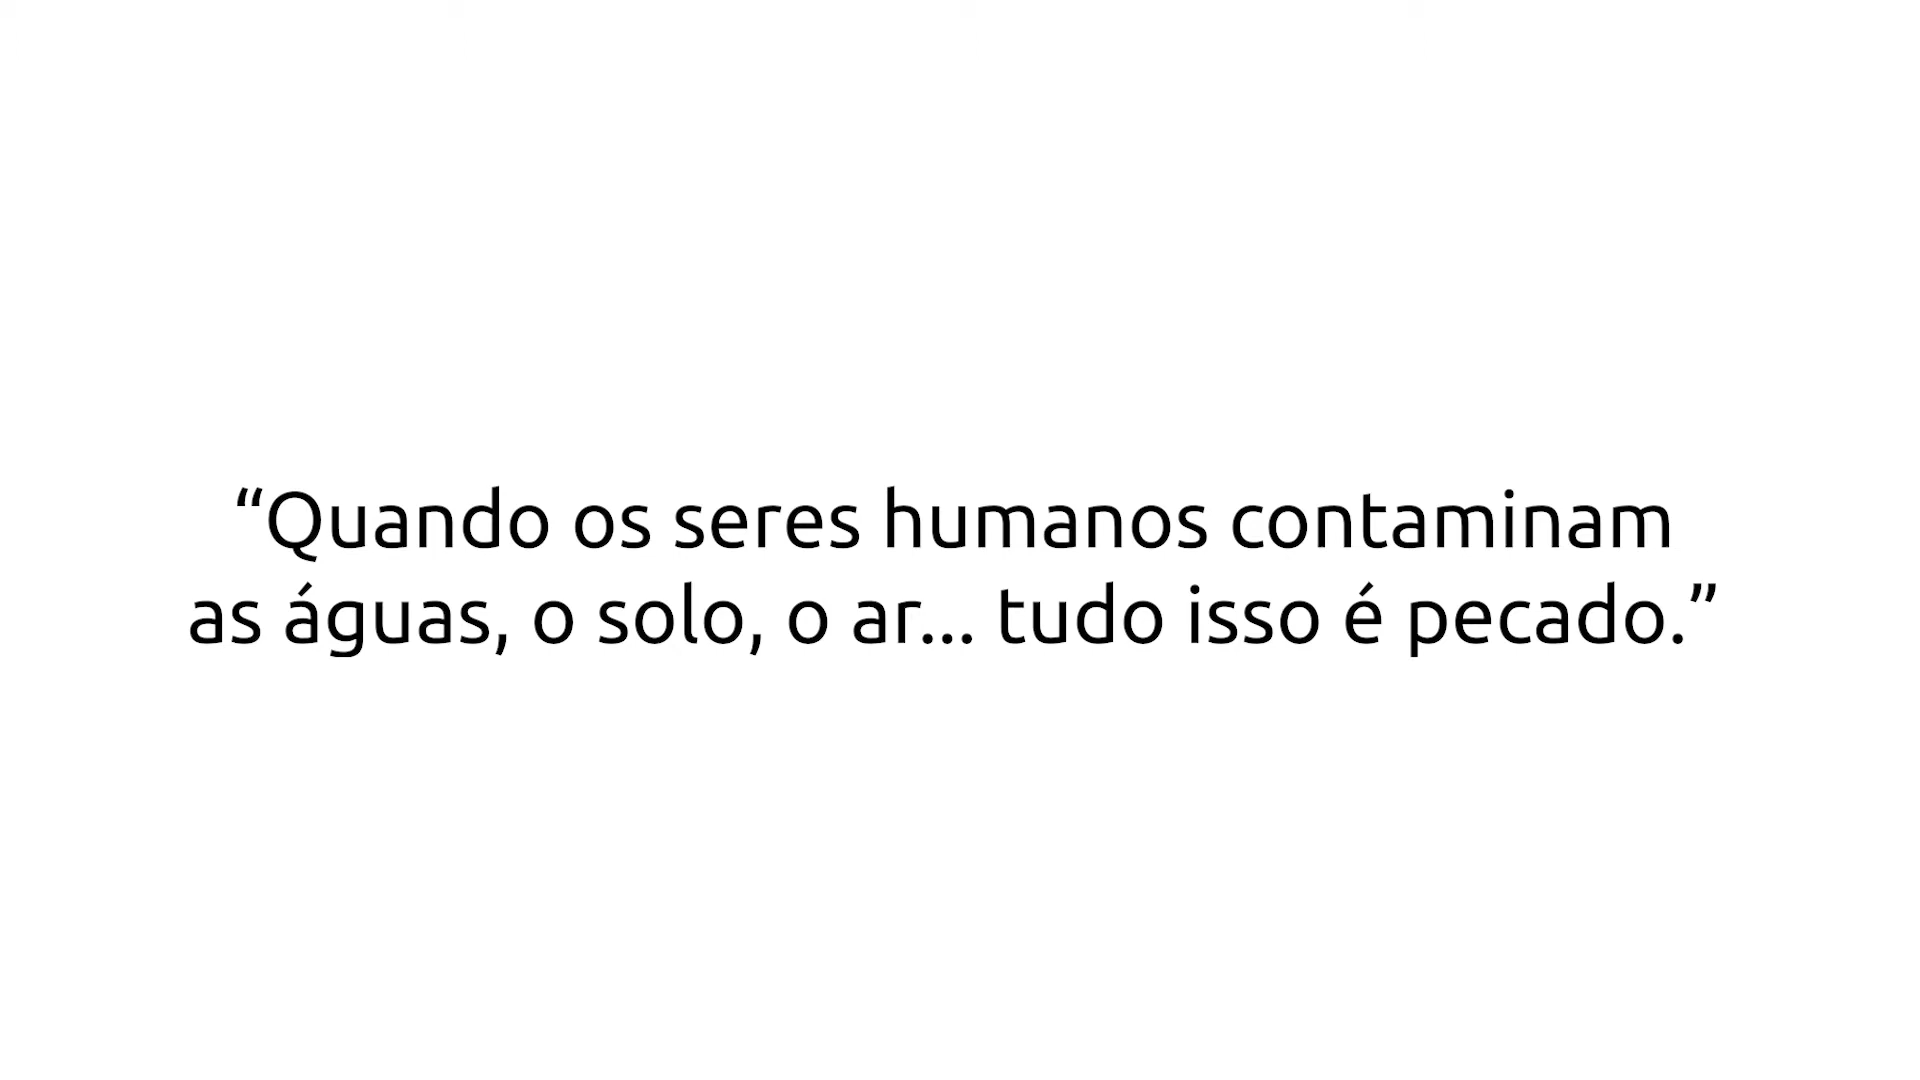 “Quando os seres humanos contaminam
as águas, o solo, o ar... tudo isso é pecado.”